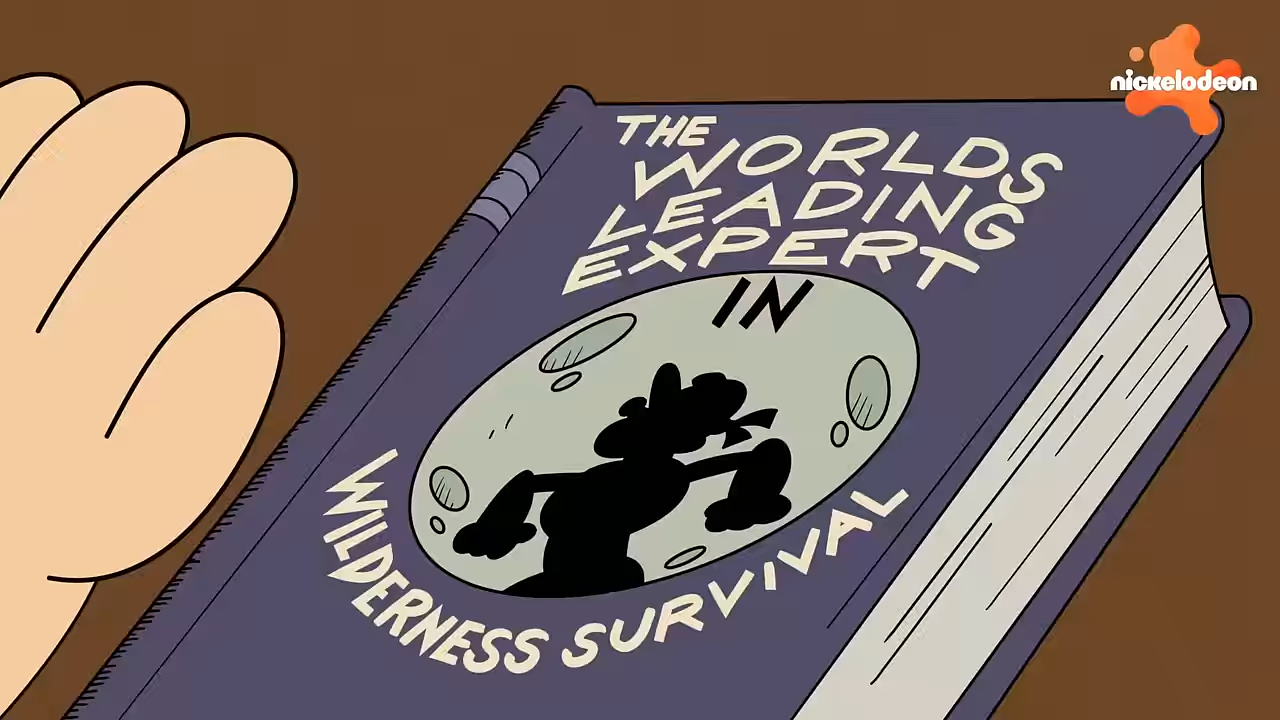 nickelodeon
THE
WORLDS
LEADING
EXPERT
IN
WILDERNESS SURVIVAL